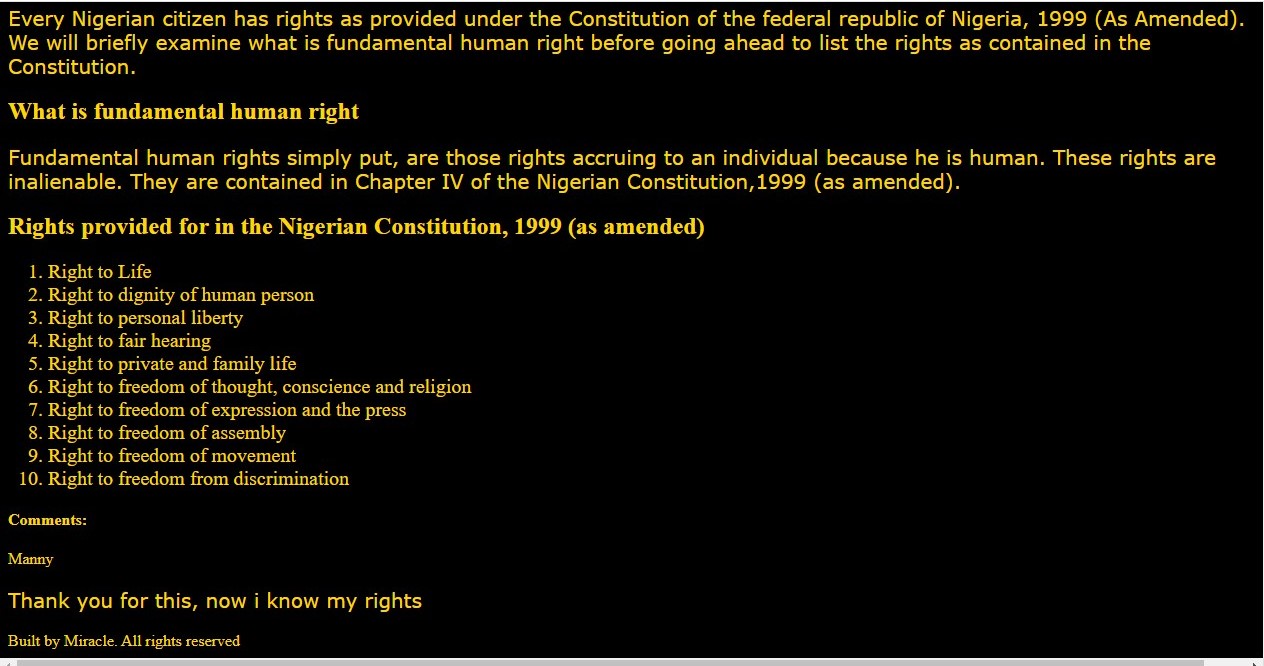 Every Nigerian citizen has rights as provided under the Constitution of the federal republic of Nigeria, 1999 (As Amended).
We will briefly examine what is fundamental human right before going ahead to list the rights as contained in the
Constitution.
What is fundamental human right
Fundamental human rights simply put, are those rights accruing to an individual because he is human. These rights are
inalienable. They are contained in Chapter IV of the Nigerian Constitution,1999 (as amended).
Rights provided for in the Nigerian Constitution, 1999 (as amended)
1. Right to Life
2. Right to dignity of human person
3. Right to personal liberty
4. Right to fair hearing
5. Right to private and family life
6. Right to freedom of thought, conscience and religion
7. Right to freedom of expression and the press
8. Right to freedom of assembly
9. Right to freedom of movement
10. Right to freedom from discrimination
Comments:
Manny
Thank you for this, now i know my rights
Built by Miracle. All rights reserved